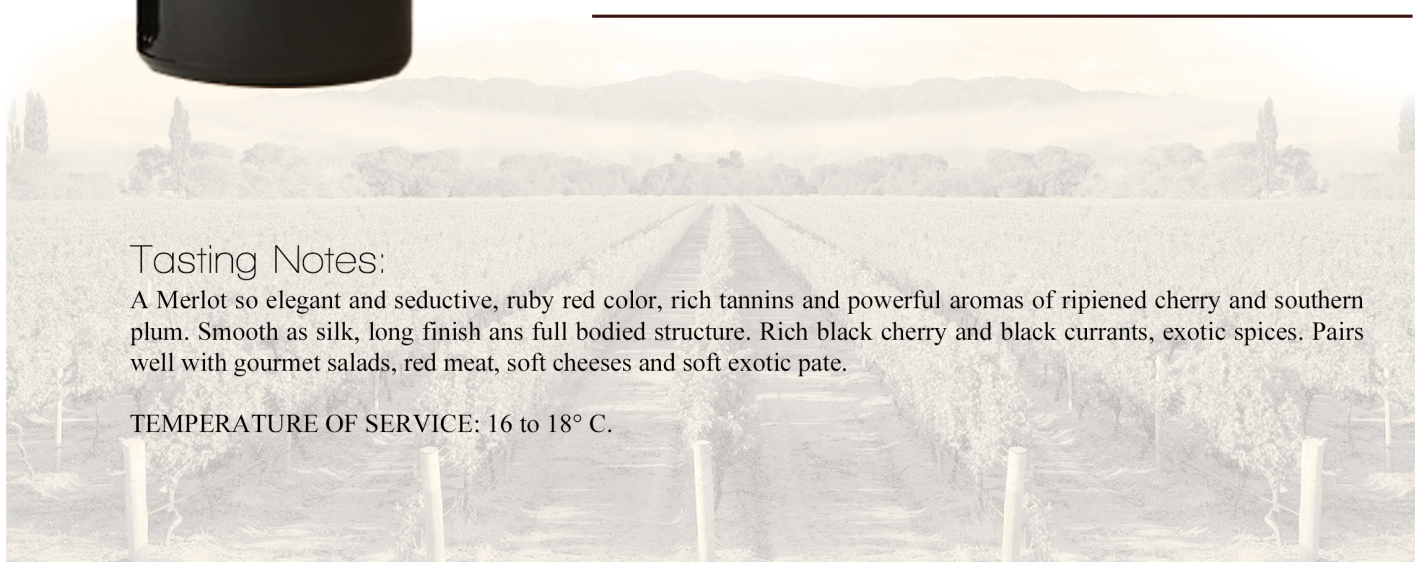 Tasting Notes:
A Merlot so elegant and seductive, ruby red color, rich tannins and powerful aromas of ripiened cherry and southern
plum. Smooth as silk, long finish ans full bodied structure. Rich black cherry and black currants, exotic spices. Pairs
well with gourmet salads, red meat, soft cheeses and soft exotic pate.
TEMPERATURE OF SERVICE: 16 to 18° C.